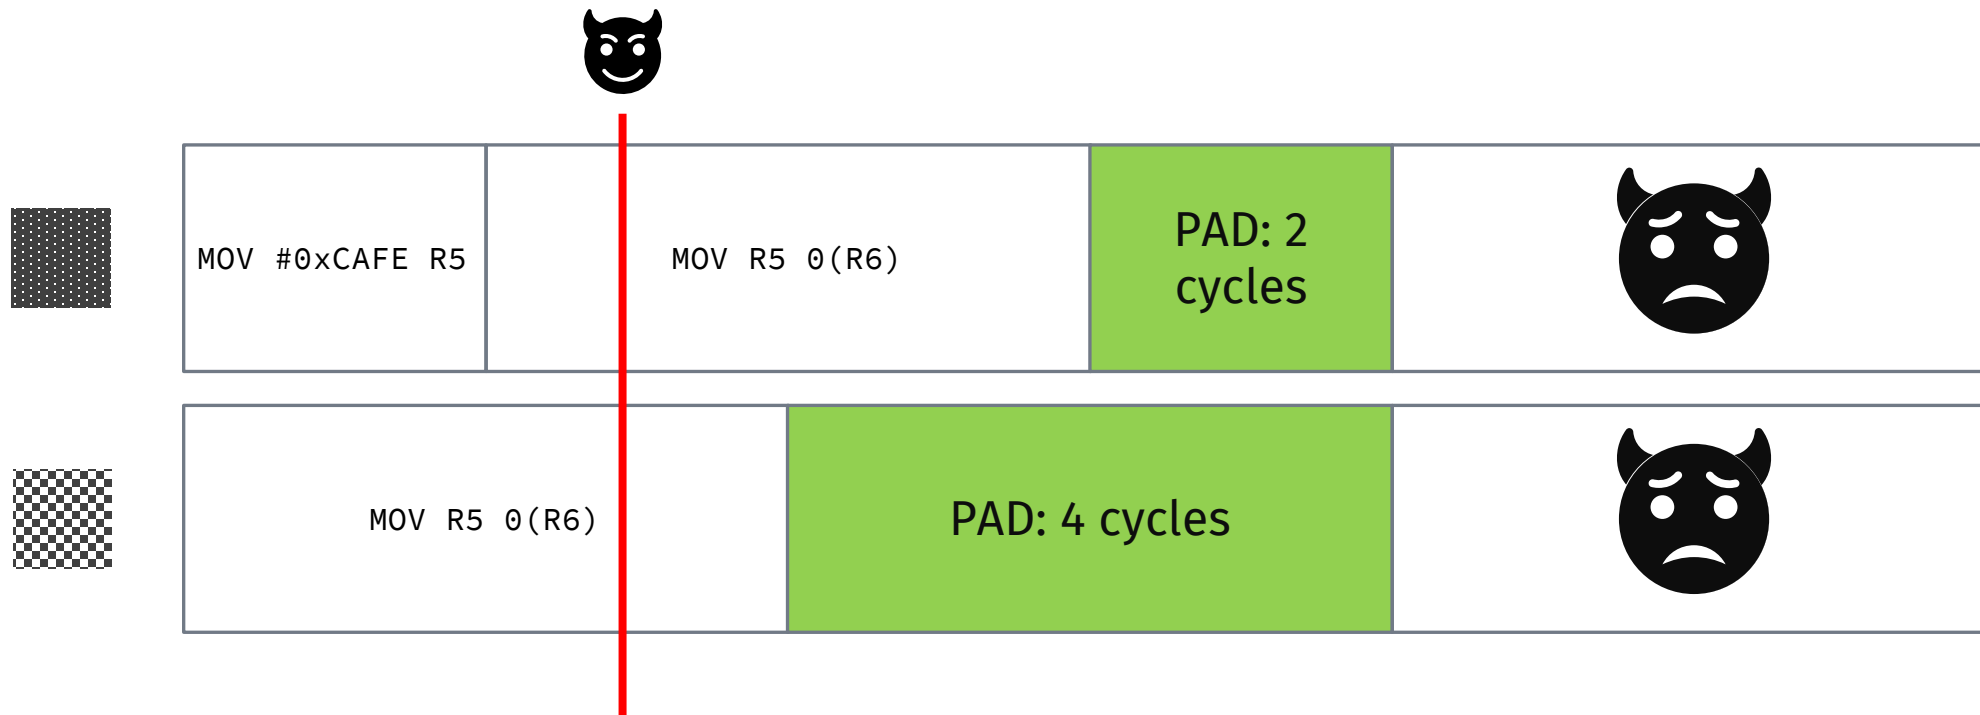 MOV #0xCAFE R5
MOV R5 0(R6)
PAD: 2
cycles
MOV R5 0(R6)
PAD: 4 cycles